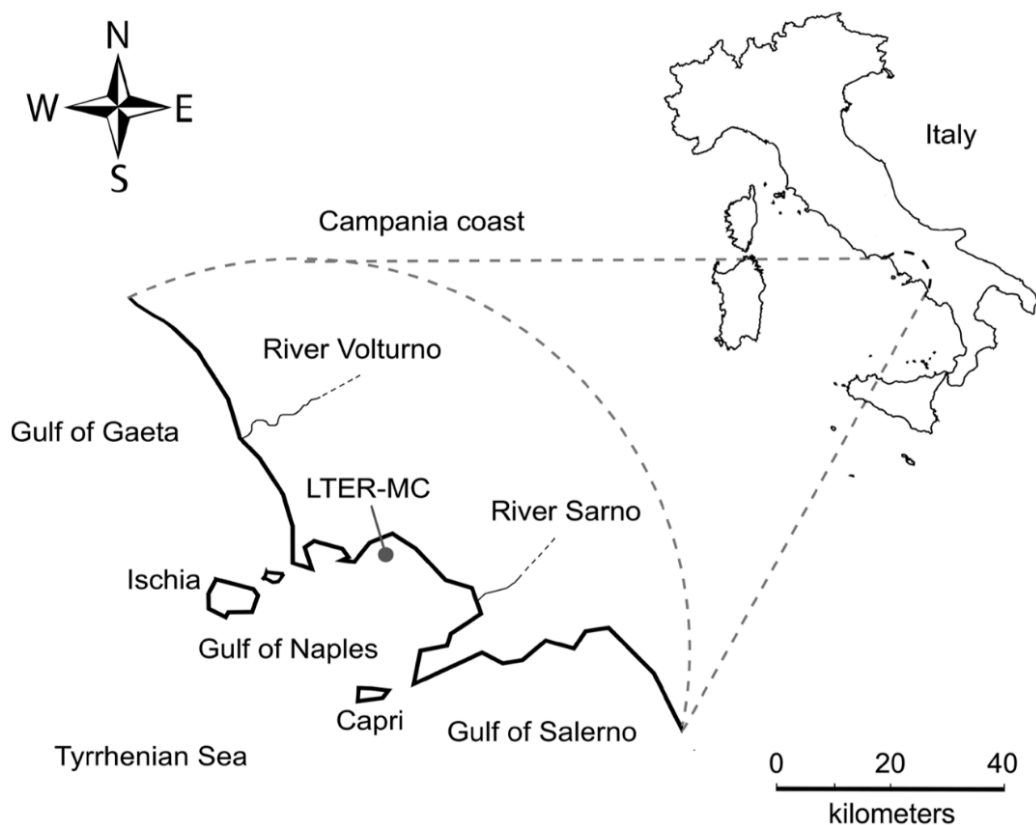 N
W E
S
Italy
Campania coast
River Volturno
Gulf of Gaeta
LTER-MC
River Sarno
Ischia
Gulf of Naples
Capri
Gulf of Salerno
Tyrrhenian Sea
0 20 40
kilometers